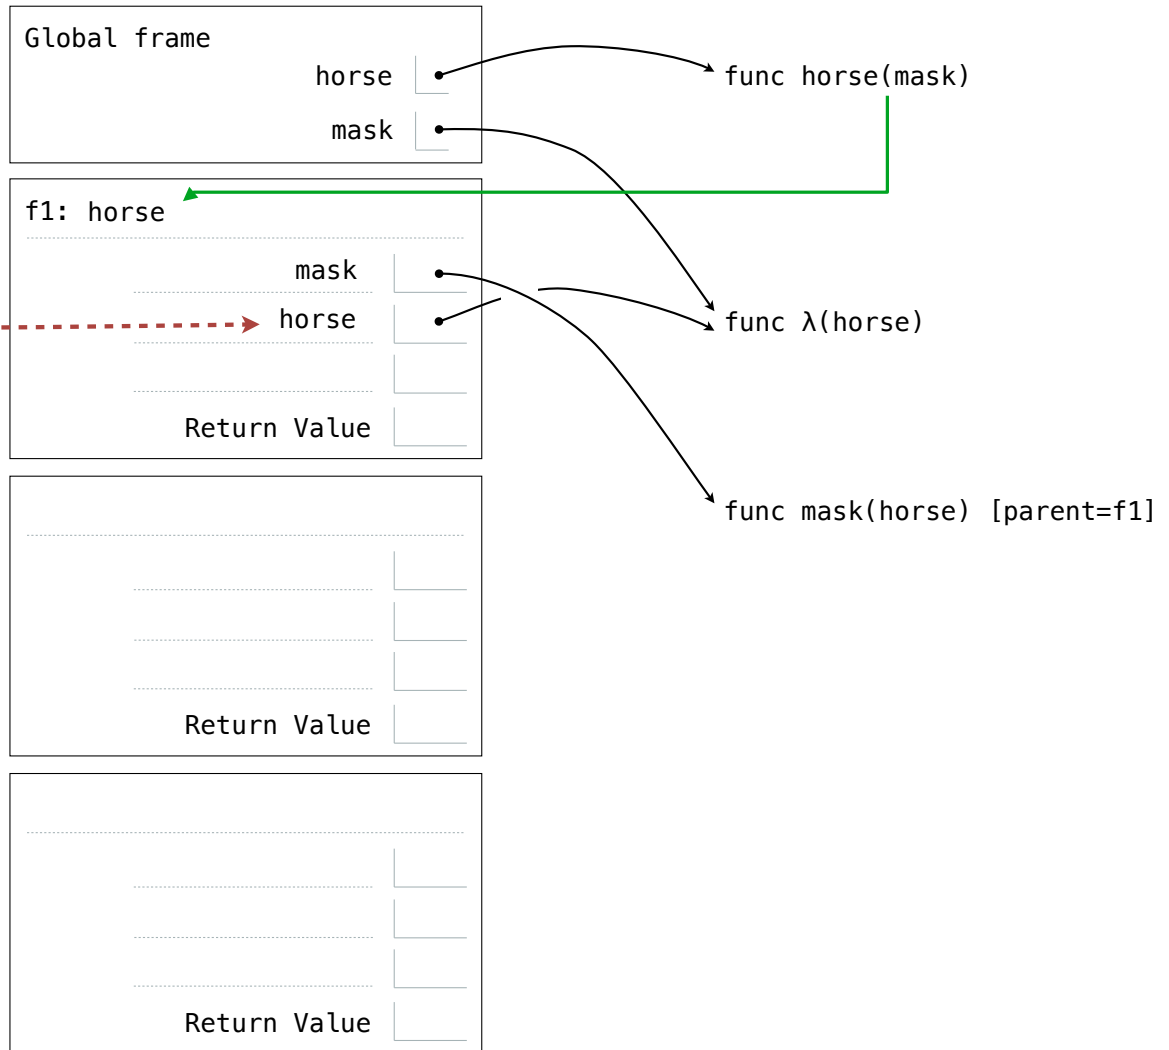 Global frame
horse
mask
func horse(mask)
f1: horse
mask
horse
Return Value
func λ(horse)
func mask(horse) [parent=f1]
Return Value
Return Value